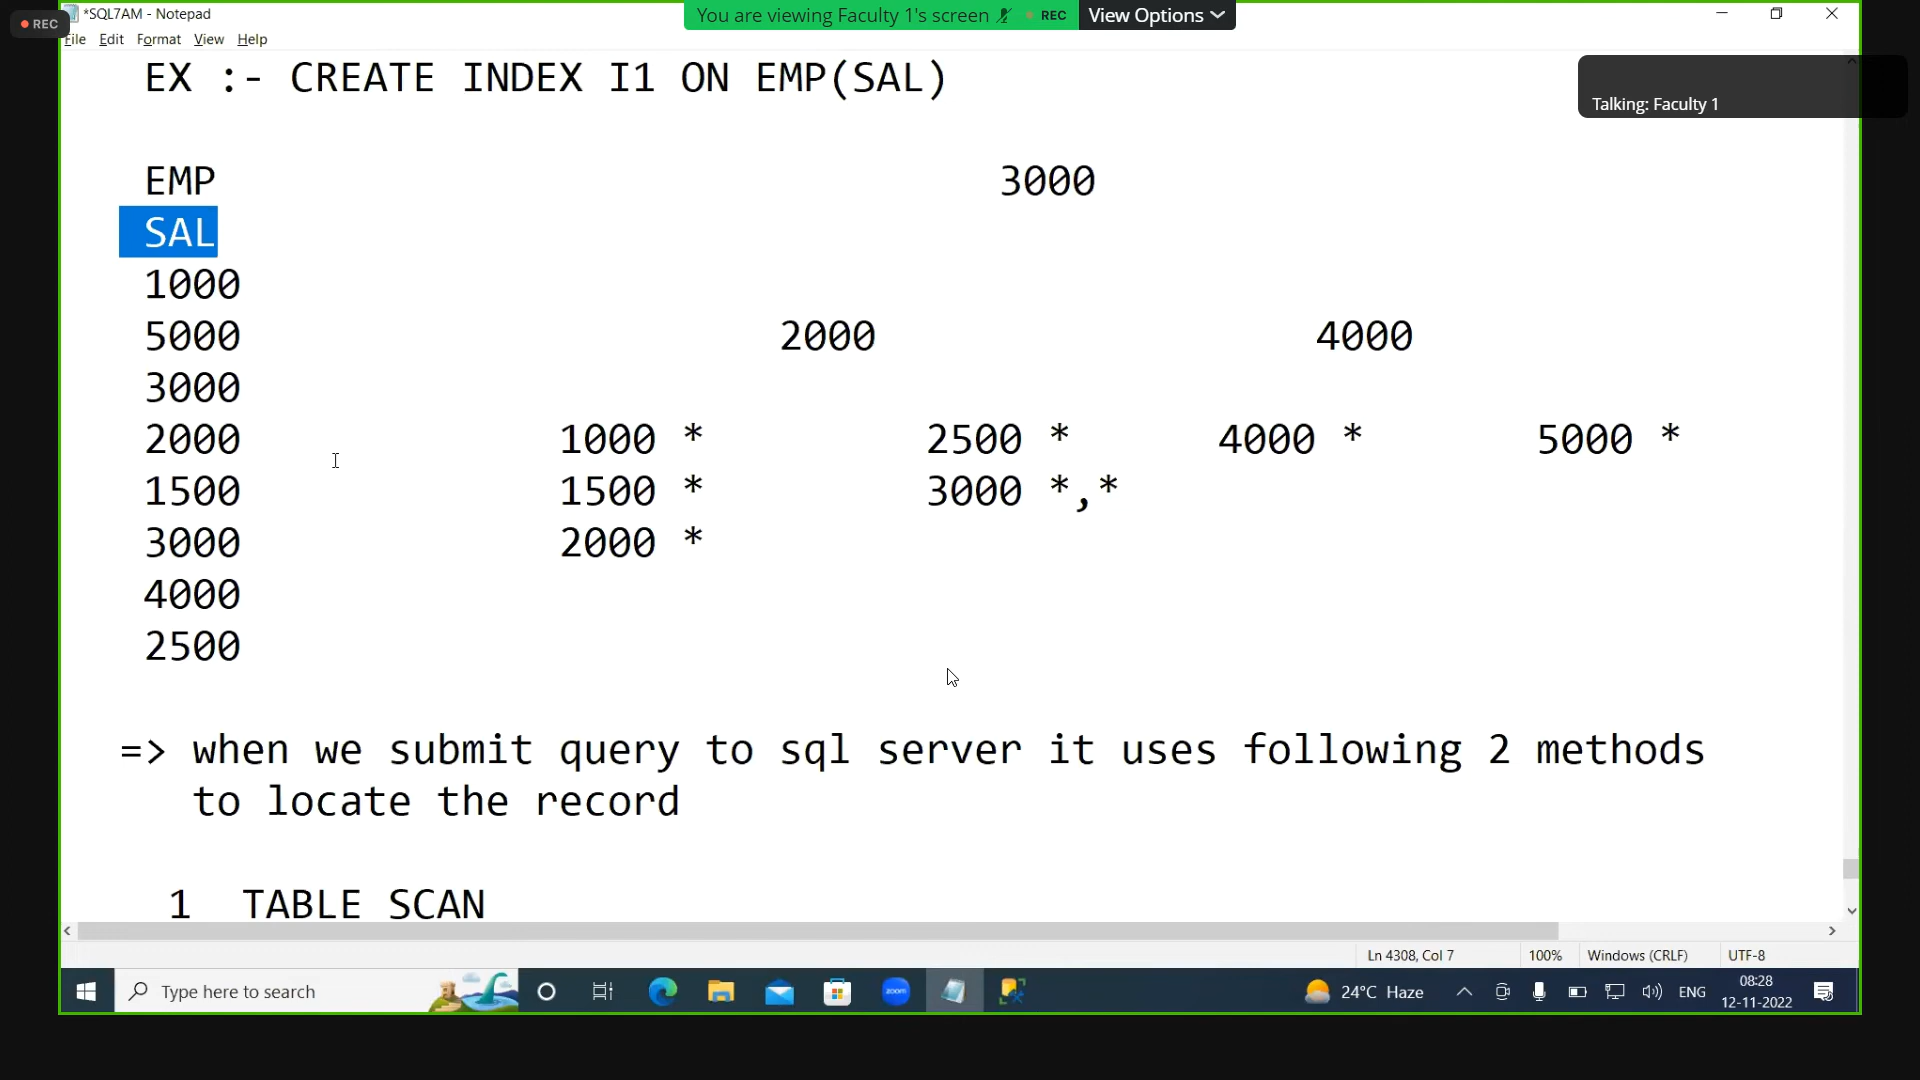 REC
*SQL7AM - Notepad
You are viewing Faculty 1's screen
REC
View Options
File Edit Format View Help
Talking: Faculty 1
EX :- CREATE INDEX I1 ON EMP(SAL)
EMP 3000
SAL
1000
5000 2000 4000
3000
2000 1000 * 2500 * 4000 * 5000 *
1500 1500 * 3000 *,*
3000 2000 *
4000
2500
=> when we submit query to sql server it uses following 2 methods
to locate the record
1 TABLE SCAN
Ln 4308, Col 7 100% Windows (CRLF) UTF-8
Type here to search
zoom
24°C Haze
ENG
08:28
12-11-2022